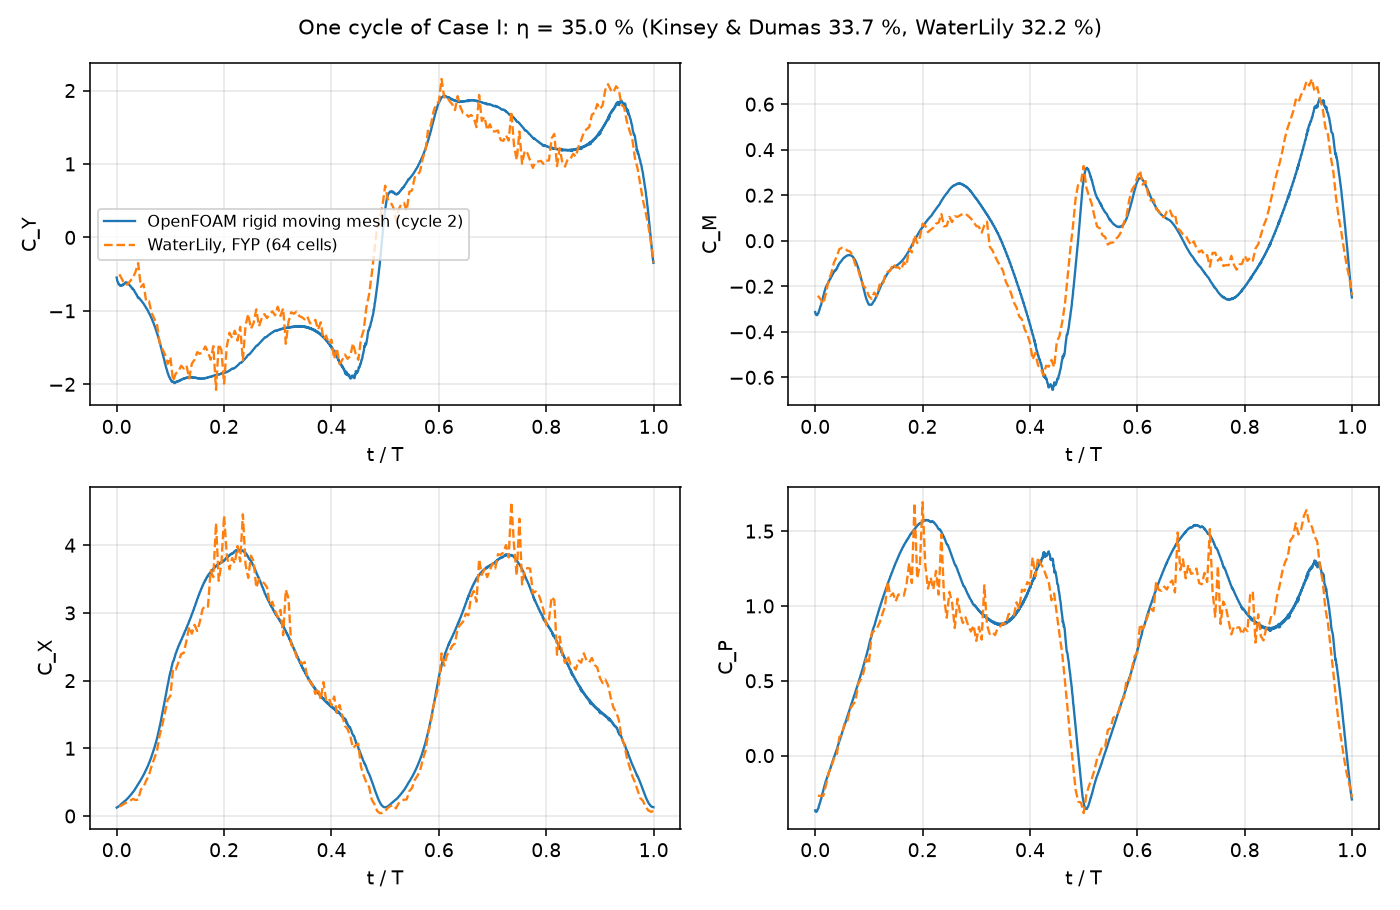 One cycle of Case I: η = 35.0 % (Kinsey & Dumas 33.7 %, WaterLily 32.2 %)
C_Y
2
1
0
−1
−2
OpenFOAM rigid moving mesh (cycle 2)
WaterLily, FYP (64 cells)
0.0 0.2 0.4 0.6 0.8 1.0
t / T
C_M
0.6
0.4
0.2
0.0
−0.2
−0.4
−0.6
0.0 0.2 0.4 0.6 0.8 1.0
t / T
C_X
4
3
2
1
0
0.0 0.2 0.4 0.6 0.8 1.0
t / T
C_P
1.5
1.0
0.5
0.0
0.0 0.2 0.4 0.6 0.8 1.0
t / T